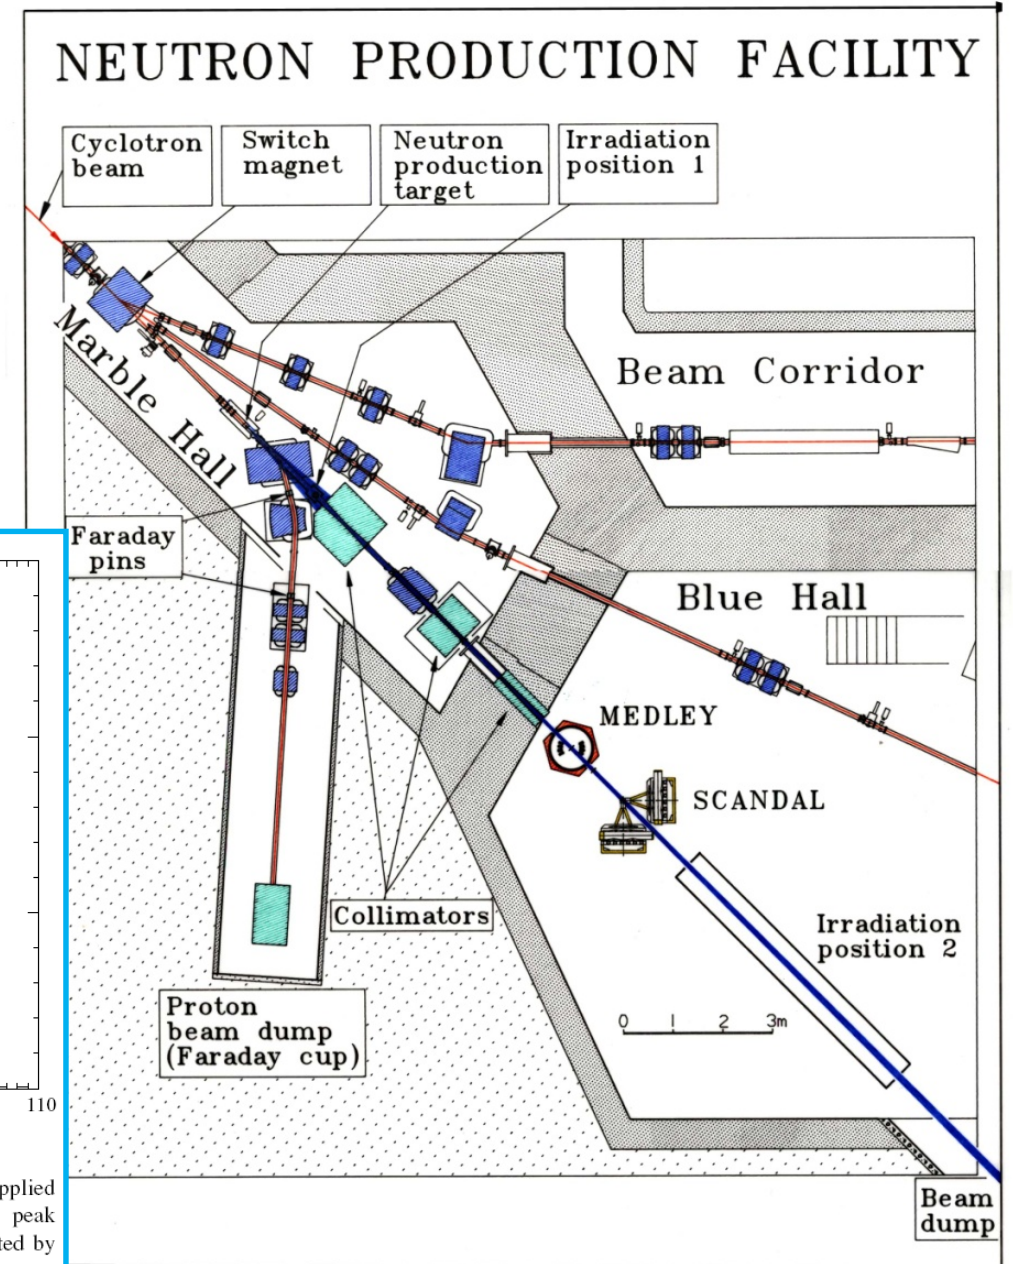 NEUTRON PRODUCTION FACILITY
Cyclotron
beam
Switch
magnet
Neutron
production
target
Irradiation
position 1
Marble Hall
Beam Corridor
Faraday
pins
Blue Hall
MEDLEY
SCANDAL
Collimators
Irradiation
position 2
Proton
beam dump
(Faraday cup)
0 1 2 3m
110
peak
by
Beam
dump